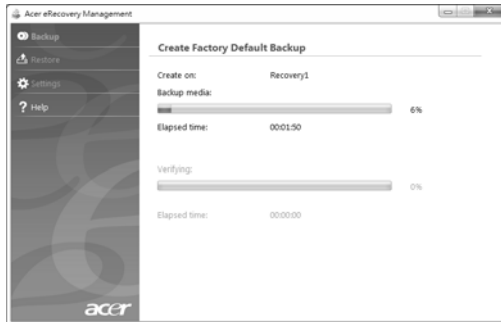 Acer eRecovery Management
Backup
Restore
Settings
? Help
Create Factory Default Backup
Create on: Recovery1
Backup media:
6%
Elapsed time: 00:01:50
Verifying:
0%
Elapsed time: 00:00:00
acer